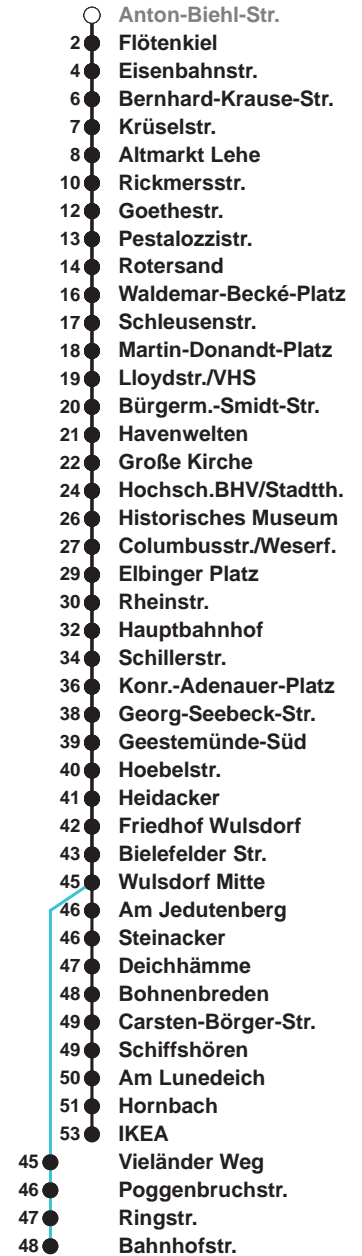 Anton-Biehl-Str.
2 Flötenkiel
4 Eisenbahnstr.
6 Bernhard-Krause-Str.
7 Krüselstr.
8 Altmarkt Lehe
10 Rickmersstr.
12 Goethestr.
13 Pestalozzistr.
14 Rotersand
16 Waldemar-Becké-Platz
17 Schleusenstr.
18 Martin-Donandt-Platz
19 Lloydstr./VHS
20 Bürgerm.-Smidt-Str.
21 Havenwelten
22 Große Kirche
24 Hochsch.BHV/Stadtth.
26 Historisches Museum
27 Columbusstr./Weserf.
29 Elbinger Platz
30 Rheinstr.
32 Hauptbahnhof
34 Schillerstr.
36 Konr.-Adenauer-Platz
38 Georg-Seebeck-Str.
39 Geestemünde-Süd
40 Hoebelstr.
41 Heidacker
42 Friedhof Wulsdorf
43 Bielefelder Str.
45 Wulsdorf Mitte
46 Am Jedutenberg
46 Steinacker
47 Deichhämme
48 Bohnenbreden
49 Carsten-Börger-Str.
49 Schiffshören
50 Am Lunedeich
51 Hornbach
53 IKEA
45 Vieländer Weg
46 Poggenbruchstr.
47 Ringstr.
48 Bahnhofstr.